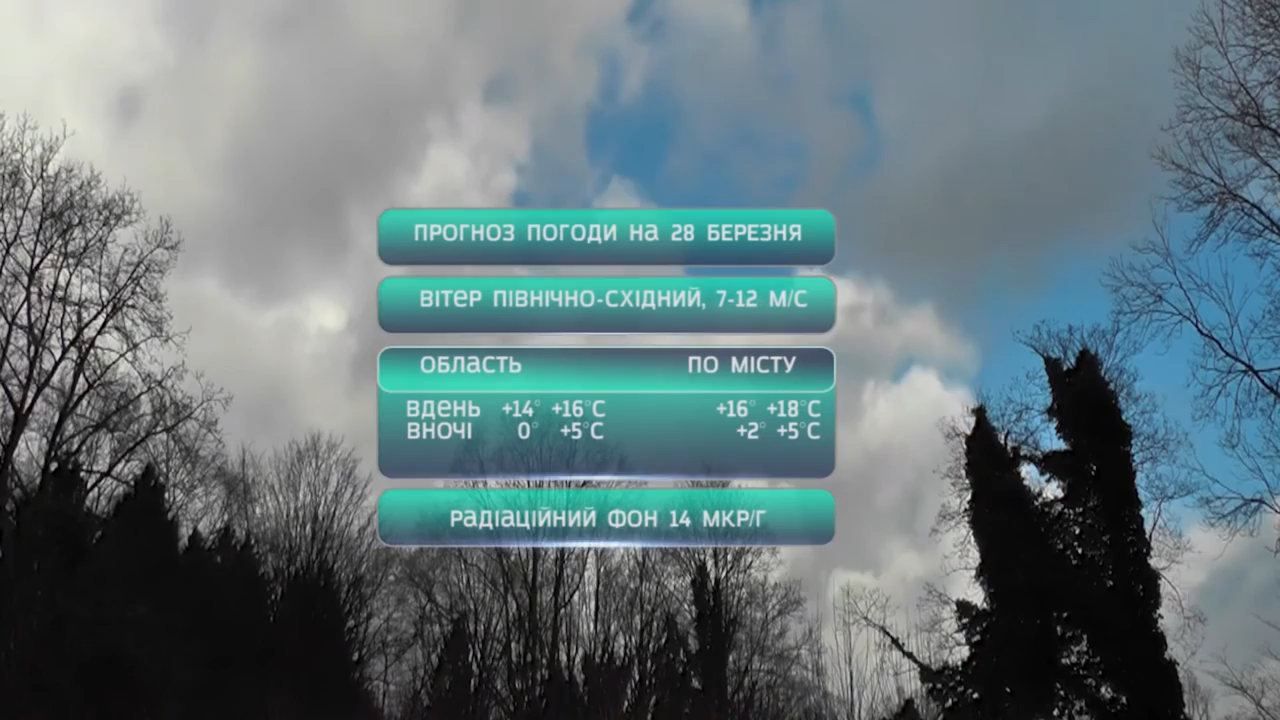 ПРОГНОЗ ПОГОДИ На 28 БЕРЕЗНЯ
ВІТЕР ПІВНІЧНО-СХІДНИЙ, 7-12 М/С
ОБЛАСТЬ ПО МІСТУ
ВДЕНЬ +14° +16°С +16° +18°С
ВНОЧІ 0° +5°С +2° +5°С
РАДІАЦІЙНИЙ ФОН 14 МКР/Г